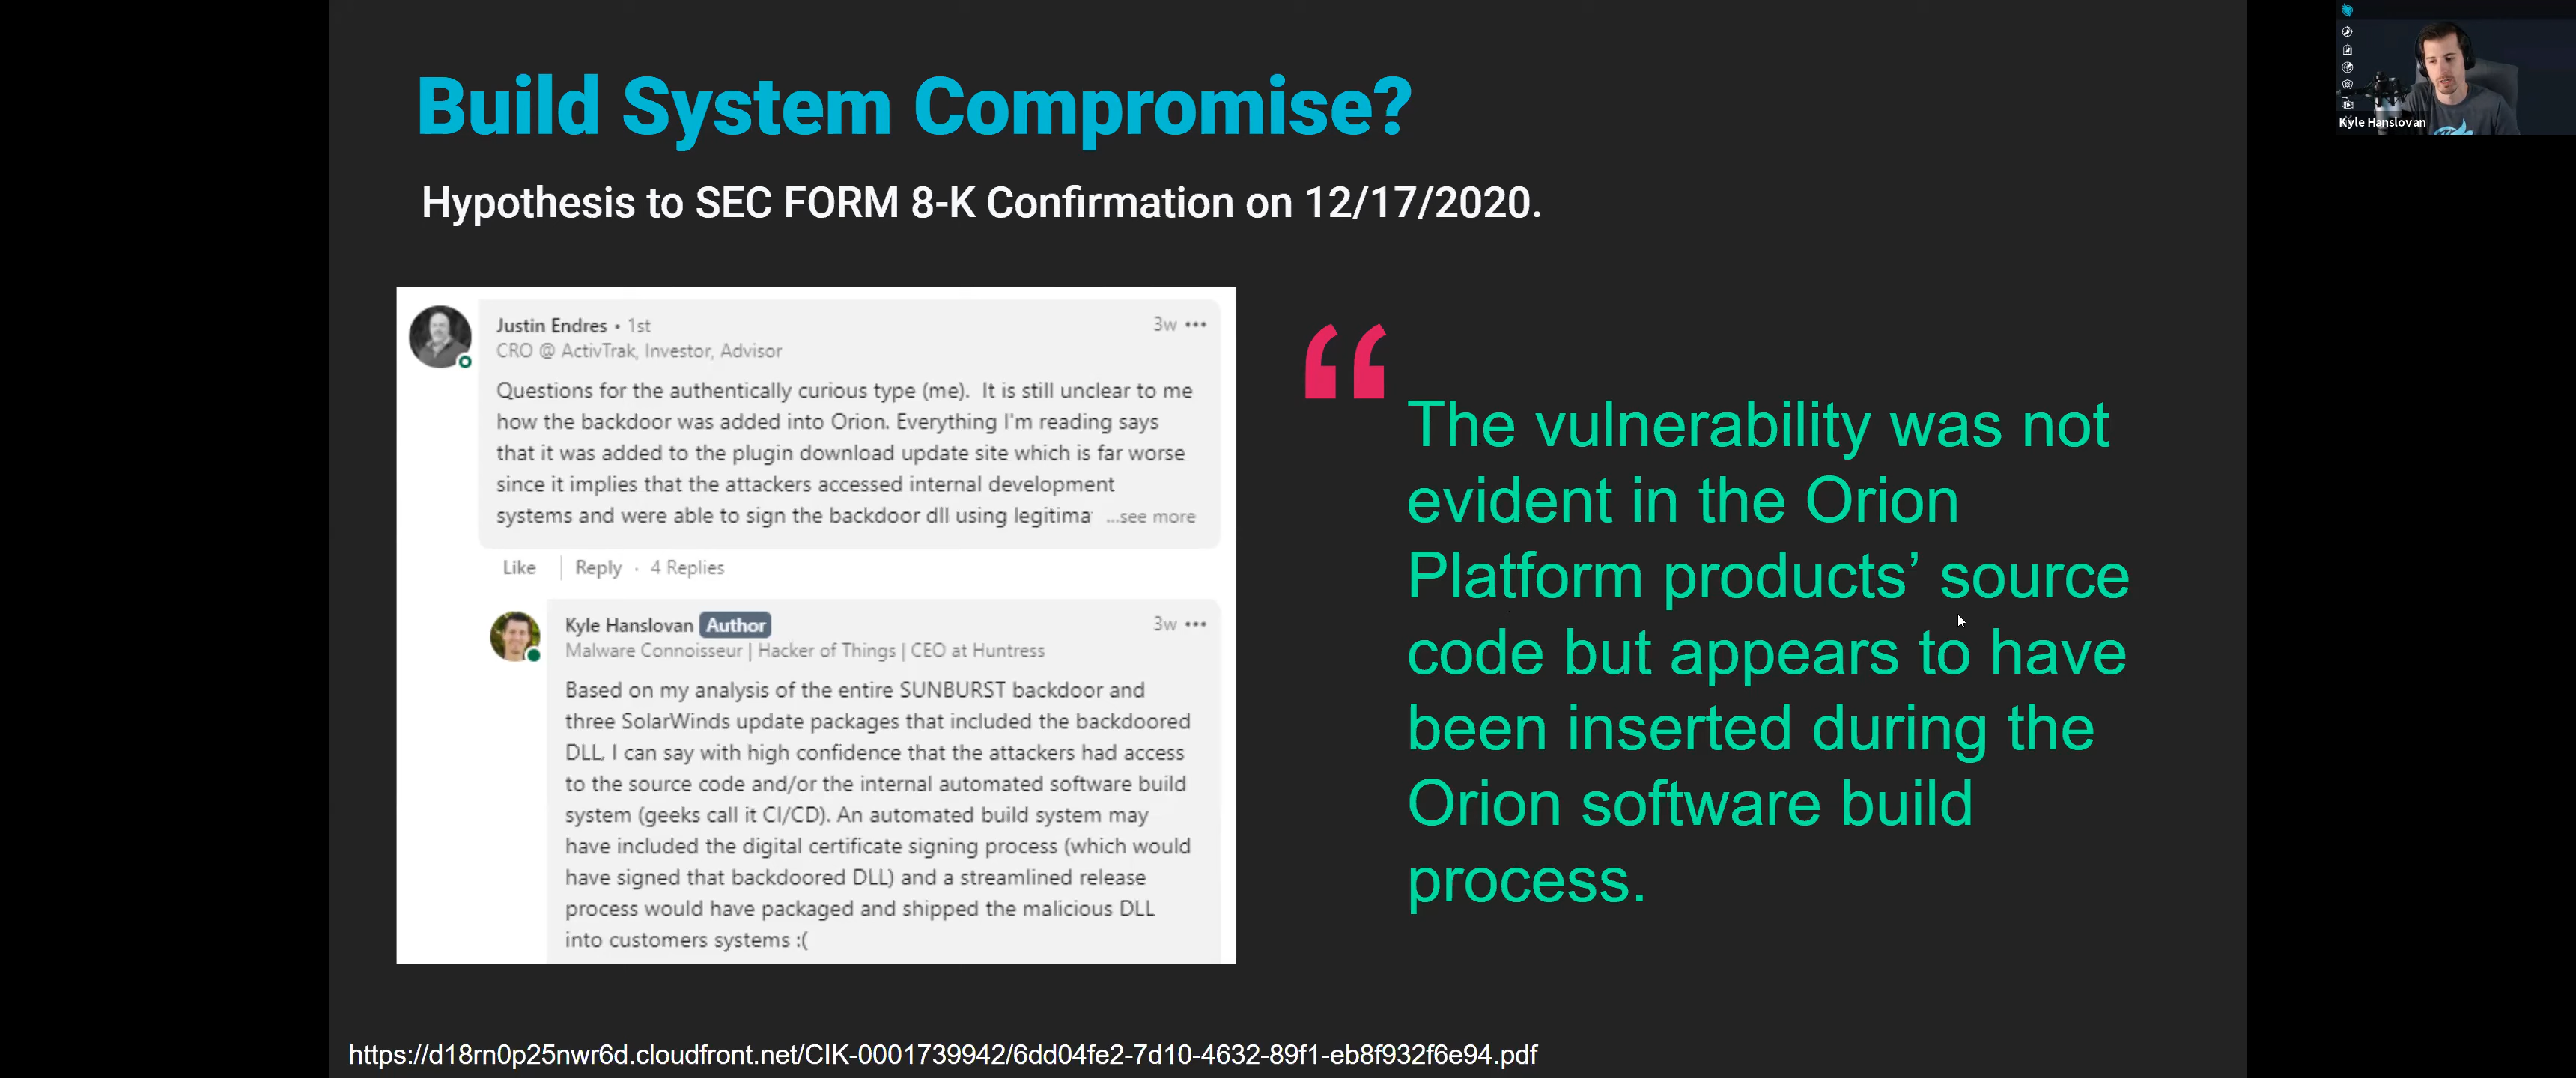 Build System Compromise?
Hypothesis to SEC FORM 8-K Confirmation on 12/17/2020.
Justin Endres • 1st
3w •••
CRO @ ActivTrak, Investor, Advisor
Questions for the authentically curious type (me).  It is still unclear to me
how the backdoor was added into Orion. Everything I'm reading says
that it was added to the plugin download update site which is far worse
since it implies that the attackers accessed internal development
systems and were able to sign the backdoor dll using legitima ...see more
Like | Reply · 4 Replies
Kyle Hanslovan Author
3w •••
Malware Connoisseur | Hacker of Things | CEO at Huntress
Based on my analysis of the entire SUNBURST backdoor and
three SolarWinds update packages that included the backdoored
DLL, I can say with high confidence that the attackers had access
to the source code and/or the internal automated software build
system (geeks call it CI/CD). An automated build system may
have included the digital certificate signing process (which would
have signed that backdoored DLL) and a streamlined release
process would have packaged and shipped the malicious DLL
into customers systems :(
“
The vulnerability was not
evident in the Orion
Platform products’ source
code but appears to have
been inserted during the
Orion software build
process.
https://d18rn0p25nwr6d.cloudfront.net/CIK-0001739942/6dd04fe2-7d10-4632-89f1-eb8f932f6e94.pdf
Kyle Hanslovan